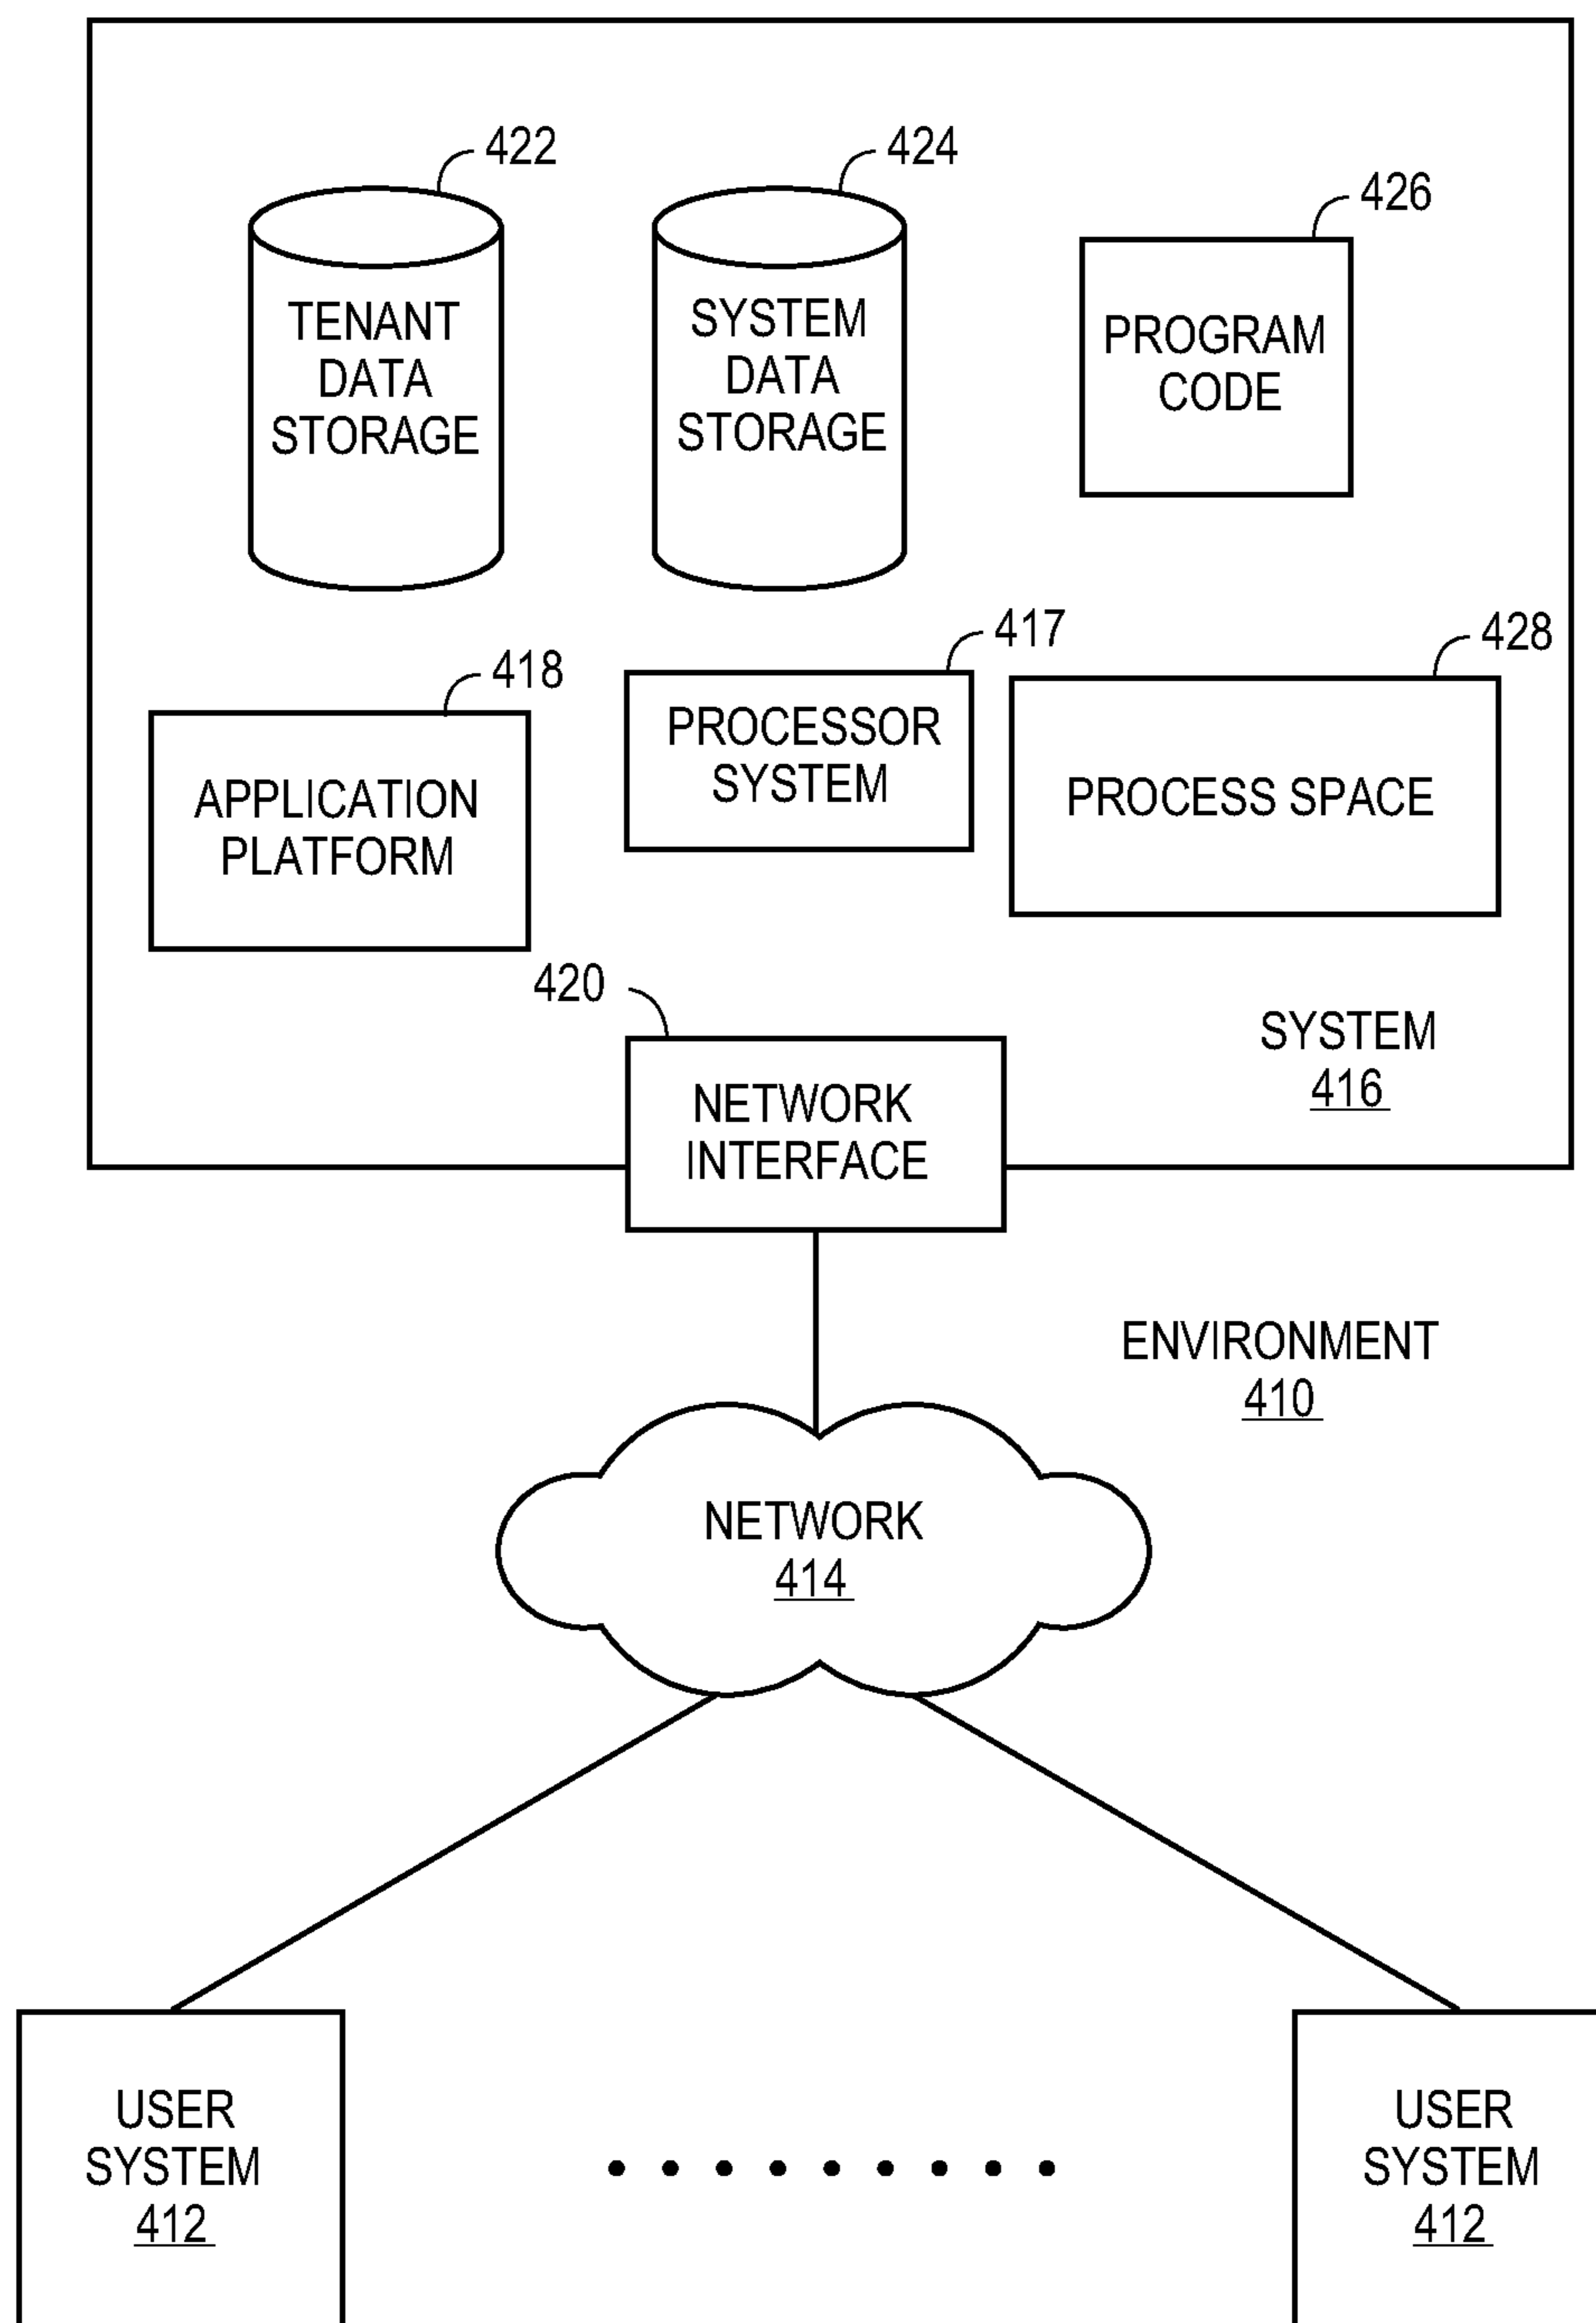 422
424
426
TENANT
DATA
STORAGE
SYSTEM
DATA
STORAGE
PROGRAM
CODE
418
417
428
APPLICATION
PLATFORM
PROCESSOR
SYSTEM
PROCESS SPACE
420
NETWORK
INTERFACE
SYSTEM
416
ENVIRONMENT
410
NETWORK
414
USER
SYSTEM
412
USER
SYSTEM
412